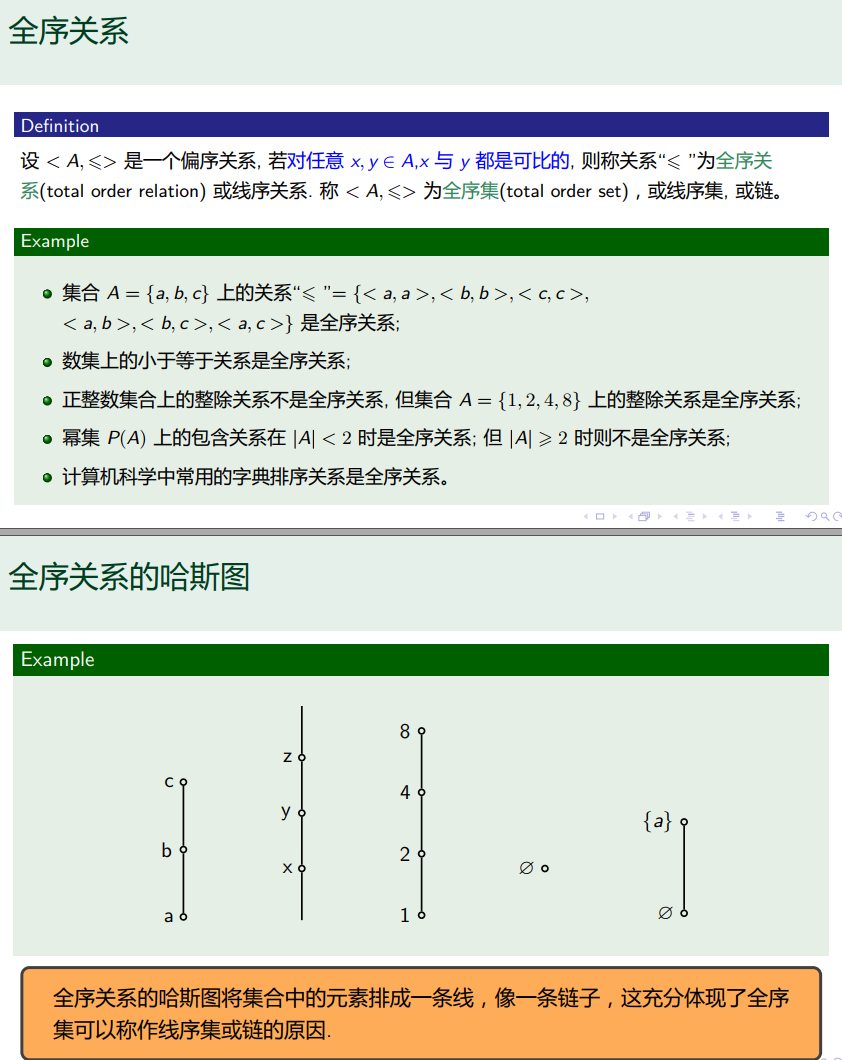 全序关系
Definition
设 < A,⩽> 是一个偏序关系, 若对任意 x, y ∈ A,x 与 y 都是可比的, 则称关系“⩽ ”为全序关
系(total order relation) 或线序关系. 称 < A,⩽> 为全序集(total order set) , 或线序集, 或链。
Example
集合 A = {a, b, c} 上的关系“⩽ ”= {< a, a >, < b, b >, < c, c >,
< a, b >, < b, c >, < a, c >} 是全序关系;
数集上的小于等于关系是全序关系;
正整数集合上的整除关系不是全序关系, 但集合 A = {1, 2, 4, 8} 上的整除关系是全序关系;
幂集 P(A) 上的包含关系在 |A| < 2 时是全序关系; 但 |A| ⩾ 2 时则不是全序关系;
计算机科学中常用的字典排序关系是全序关系。
全序关系的哈斯图
Example
c
b
a
z
y
x
8
4
2
1
∅
{a}
∅
全序关系的哈斯图将集合中的元素排成一条线，像一条链子，这充分体现了全序
集可以称作线序集或链的原因.